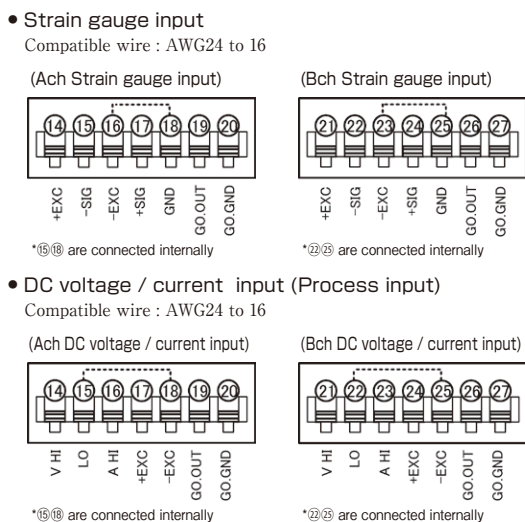 • Strain gauge input
Compatible wire : AWG24 to 16
(Ach Strain gauge input)
⑭ ⑮ ⑯ ⑰ ⑱ ⑲ ⑳
+EXC −SIG −EXC +SIG GND GO.OUT GO.GND
*⑮⑱ are connected internally
(Bch Strain gauge input)
㉑ ㉒ ㉓ ㉔ ㉕ ㉖ ㉗
+EXC −SIG −EXC +SIG GND GO.OUT GO.GND
*㉒㉕ are connected internally
• DC voltage / current input (Process input)
Compatible wire : AWG24 to 16
(Ach DC voltage / current input)
⑭ ⑮ ⑯ ⑰ ⑱ ⑲ ⑳
V HI LO A HI +EXC −EXC GO.OUT GO.GND
*⑮⑱ are connected internally
(Bch DC voltage / current input)
㉑ ㉒ ㉓ ㉔ ㉕ ㉖ ㉗
V HI LO A HI +EXC −EXC GO.OUT GO.GND
*㉒㉕ are connected internally